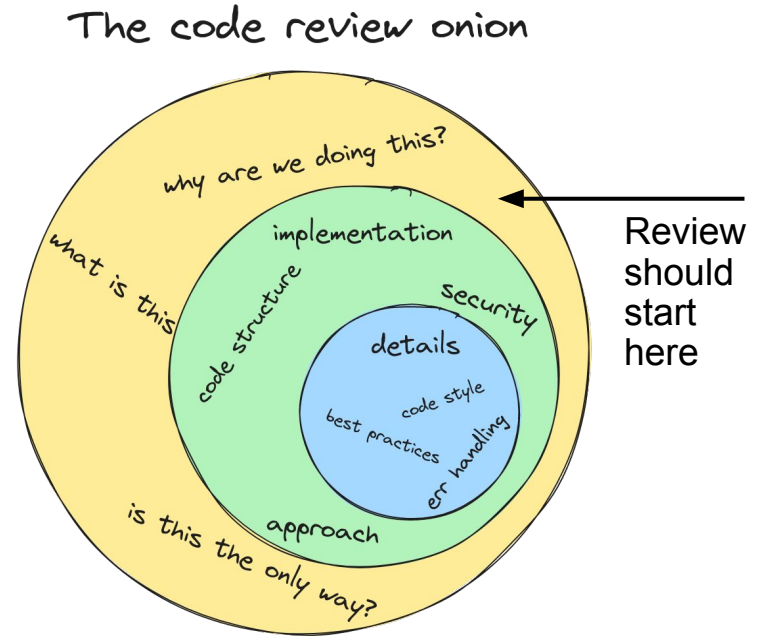 The code review onion
why are we doing this?
what is this
is this the only way?
implementation
code structure
security
approach
details
code style
best practices
err handling
Review
should
start
here